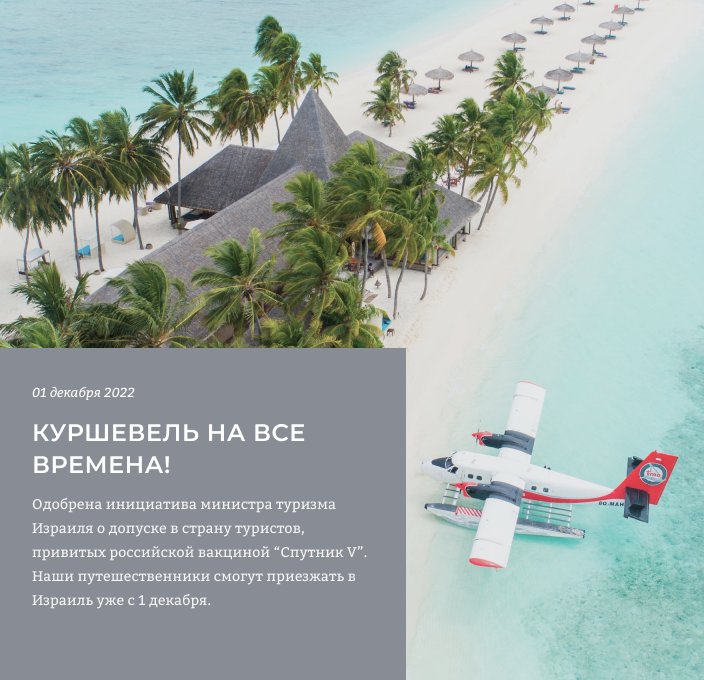 01 декабря 2022
КУРШЕВЕЛЬ НА ВСЕ
ВРЕМЕНА!
Одобрена инициатива министра туризма
Израиля о допуске в страну туристов,
привитых российской вакциной “Спутник V”.
Наши путешественники смогут приезжать в
Израиль уже с 1 декабря.